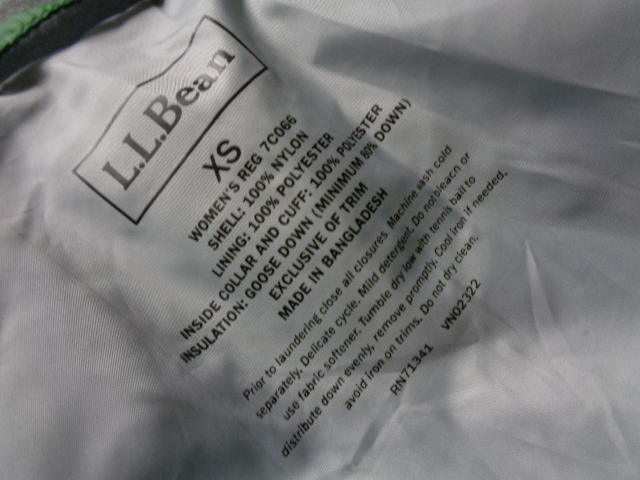 L.L.Bean
XS
WOMEN'S REG 7C066
SHELL: 100% NYLON
LINING: 100% POLYESTER
INSIDE COLLAR AND CUFF: 100% POLYESTER
INSULATION: GOOSE DOWN (MINIMUM 80% DOWN)
EXCLUSIVE OF TRIM
MADE IN BANGLADESH
Prior to laundering close all closures. Machine wash cold
separately. Delicate cycle. Mild detergent. Do not bleach or
use fabric softener. Tumble dry low with tennis ball to
distribute down evenly, remove promptly. Cool iron if needed.
avoid iron on trims. Do not dry clean.
RN71341 VN02322